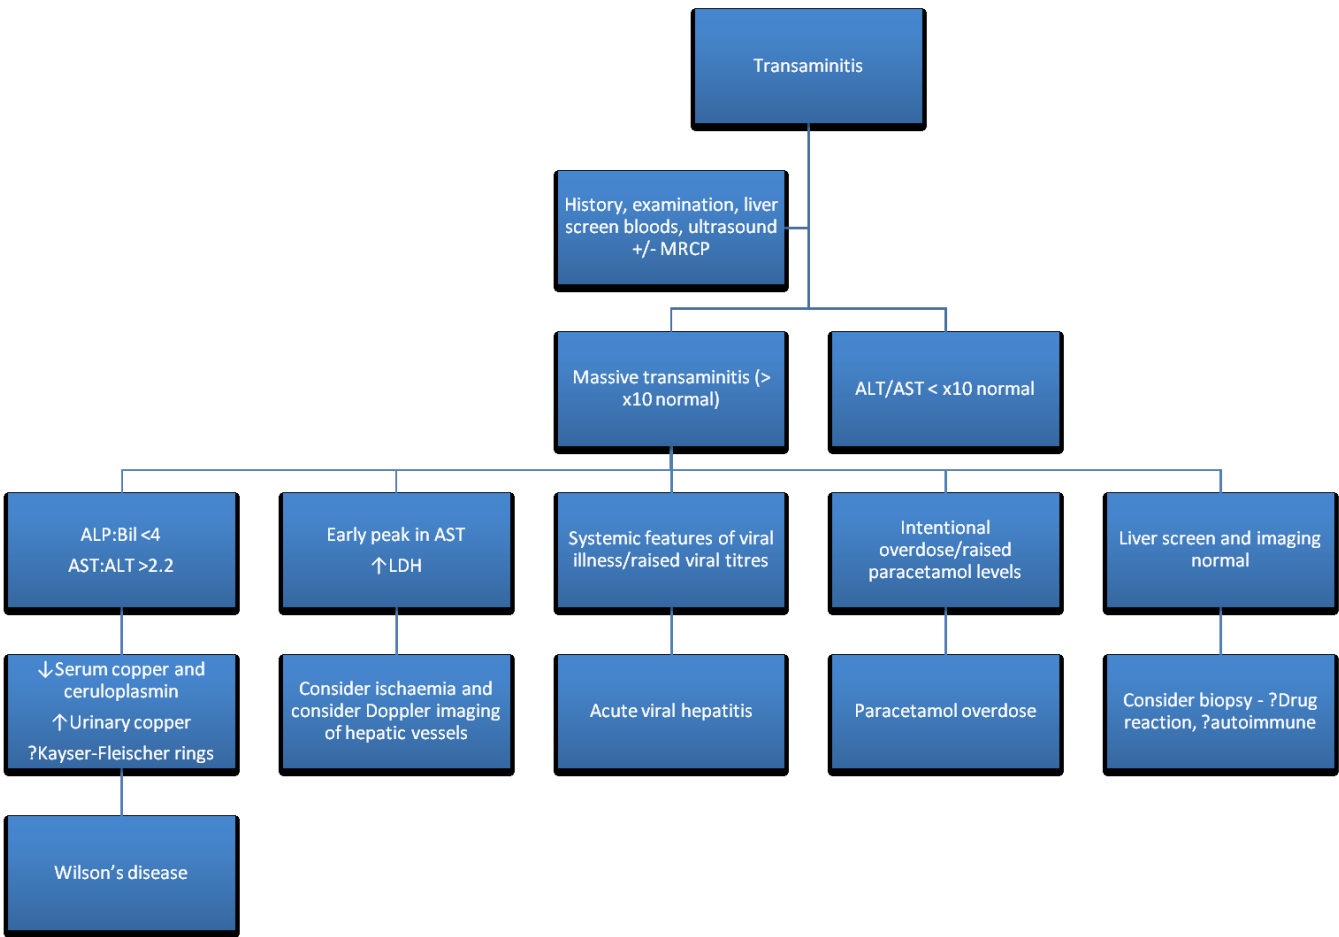 Transaminitis
History, examination, liver
screen bloods, ultrasound
+/- MRCP
Massive transaminitis (>
x10 normal)
ALT/AST < x10 normal
ALP:Bil <4
AST:ALT >2.2
Early peak in AST
↑LDH
Systemic features of viral
illness/raised viral titres
Intentional
overdose/raised
paracetamol levels
Liver screen and imaging
normal
↓Serum copper and
ceruloplasmin
↑Urinary copper
?Kayser-Fleischer rings
Consider ischaemia and
consider Doppler imaging
of hepatic vessels
Acute viral hepatitis
Paracetamol overdose
Consider biopsy - ?Drug
reaction, ?autoimmune
Wilson’s disease